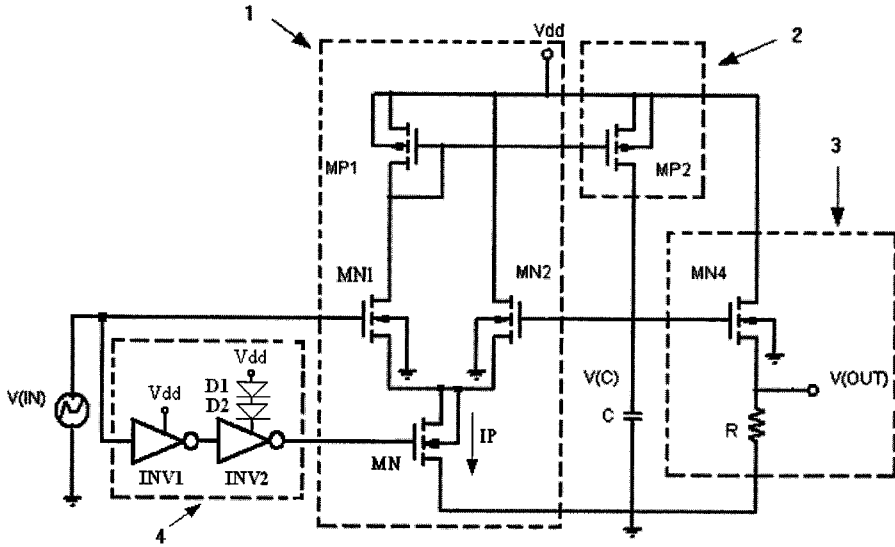 1
Vdd
2
MP1
MP2
3
MN1
MN2
MN4
V(IN)
Vdd
Vdd
D1
D2
V(C)
C
V(OUT)
R
INV1
INV2
MN
IP
4